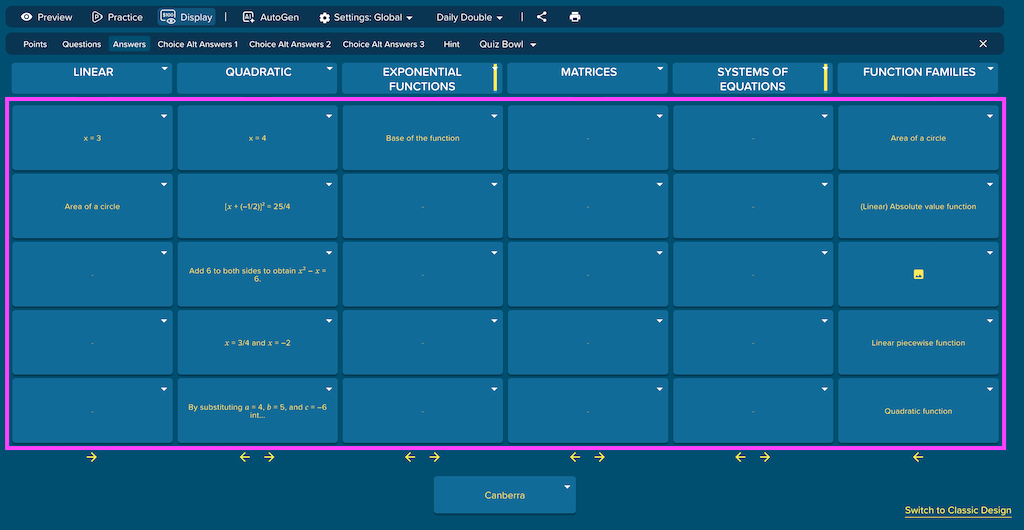 Preview Practice $100 Display | AI AutoGen Settings: Global Daily Double |
Points Questions Answers Choice Alt Answers 1 Choice Alt Answers 2 Choice Alt Answers 3 Hint Quiz Bowl
LINEAR QUADRATIC EXPONENTIAL FUNCTIONS MATRICES SYSTEMS OF EQUATIONS FUNCTION FAMILIES
x = 3 x = 4 Base of the function - - Area of a circle
Area of a circle [x + (−1/2)]² = 25/4 - - - (Linear) Absolute value function
- Add 6 to both sides to obtain x² − x = 6. - - -
- x = 3/4 and x = −2 - - - Linear piecewise function
- By substituting a = 4, b = 5, and c = −6 int... - - - Quadratic function
Canberra
Switch to Classic Design